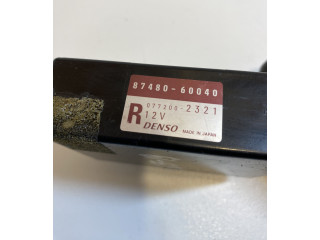 87480-60040
R 077300-2321
12V
DENSO MADE IN JAPAN